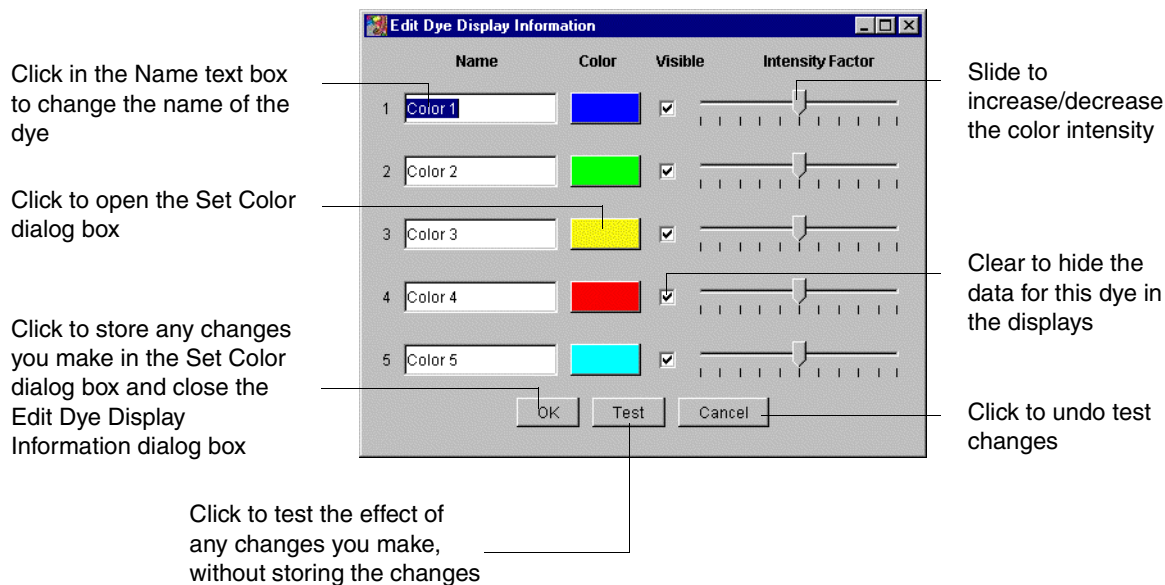 Edit Dye Display Information
Name Color Visible Intensity Factor
Click in the Name text box
to change the name of the
dye
1 Color 1
Slide to
increase/decrease
the color intensity
2 Color 2
Click to open the Set Color
dialog box
3 Color 3
4 Color 4
Clear to hide the
data for this dye in
the displays
Click to store any changes
you make in the Set Color
dialog box and close the
Edit Dye Display
Information dialog box
5 Color 5
OK Test Cancel
Click to undo test
changes
Click to test the effect of
any changes you make,
without storing the changes